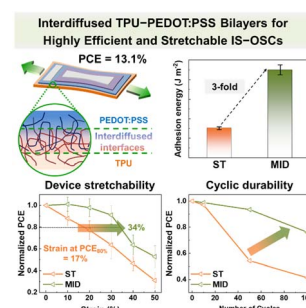 Interdiffused TPU−PEDOT:PSS Bilayers for
Highly Efficient and Stretchable IS-OSCs
PCE = 13.1%
PEDOT:PSS
Interdiffused
interfaces
TPU
Adhesion energy (J m⁻²)
3-fold
ST MID
Device stretchability
Normalized PCE
1.0
0.8
0.6
0.4
0.2
34%
Strain at PCE80%
= 17%
ST
MID
0 10 20 30 40 50
Cyclic durability
Normalized PCE
1.0
0.8
0.6
0.4
ST
MID
0 20 40 60 80